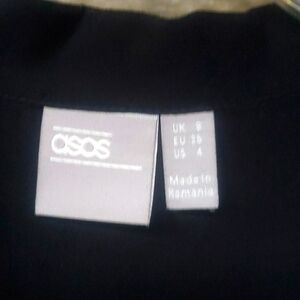 asos
UK 8
EU 36
US 4
Made in
Romania